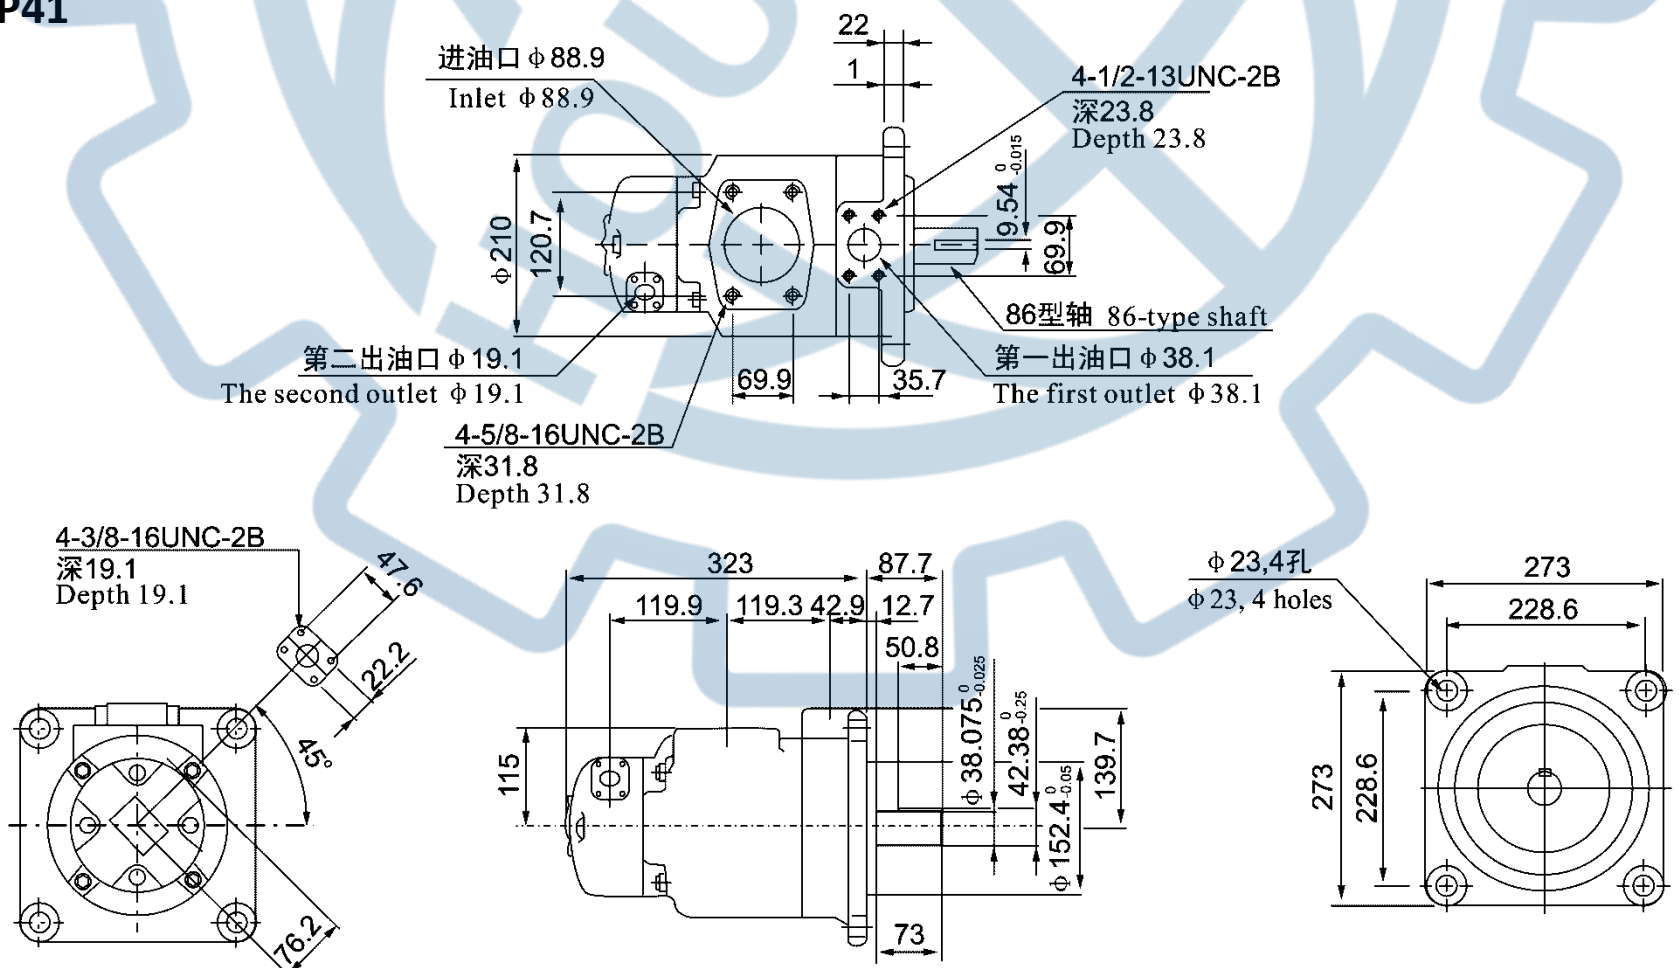 P41
22
1
进油口 φ88.9
Inlet φ88.9
4-1/2-13UNC-2B
深23.8
Depth 23.8
φ210
120.7
9.54 0 -0.015
69.9
86型轴 86-type shaft
第二出油口 φ19.1
The second outlet φ19.1
69.9
35.7
第一出油口 φ38.1
The first outlet φ38.1
4-5/8-16UNC-2B
深31.8
Depth 31.8
4-3/8-16UNC-2B
深19.1
Depth 19.1
47.6
22.2
45°
76.2
323
87.7
119.9
119.3
42.9
12.7
50.8
115
φ38.075 0 -0.025
42.38 0 -0.25
φ152.4 0 -0.05
139.7
73
φ23,4孔
φ23, 4 holes
273
228.6
273
228.6